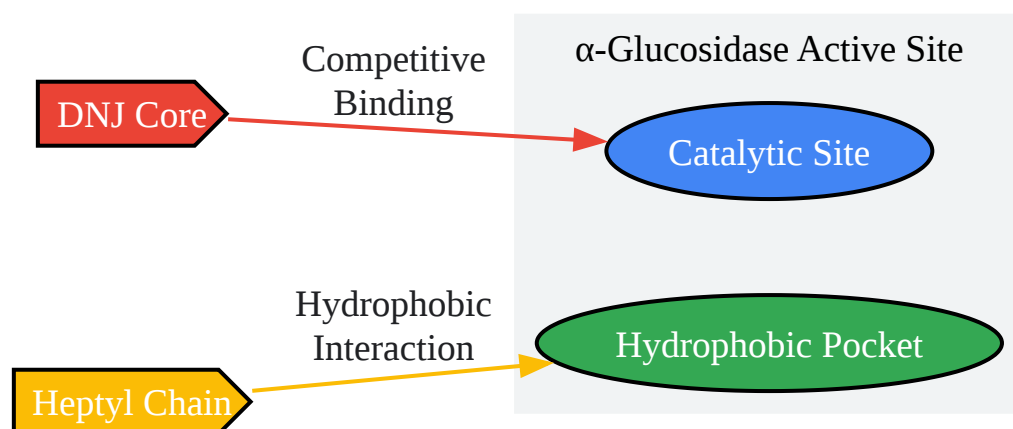 α-Glucosidase Active Site
Competitive
Binding
DNJ Core
Catalytic Site
Hydrophobic
Interaction
Hydrophobic Pocket
Heptyl Chain